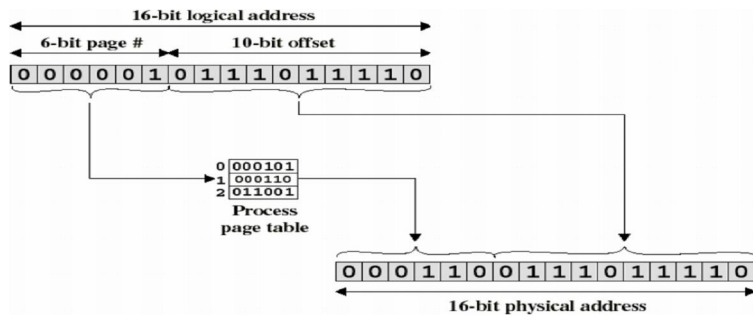 16-bit logical address
6-bit page # 10-bit offset
0 0 0 0 0 1 0 1 1 1 0 1 1 1 1 0
0 000101
1 000110
2 011001
Process
page table
0 0 0 1 1 0 0 1 1 1 0 1 1 1 1 0
16-bit physical address